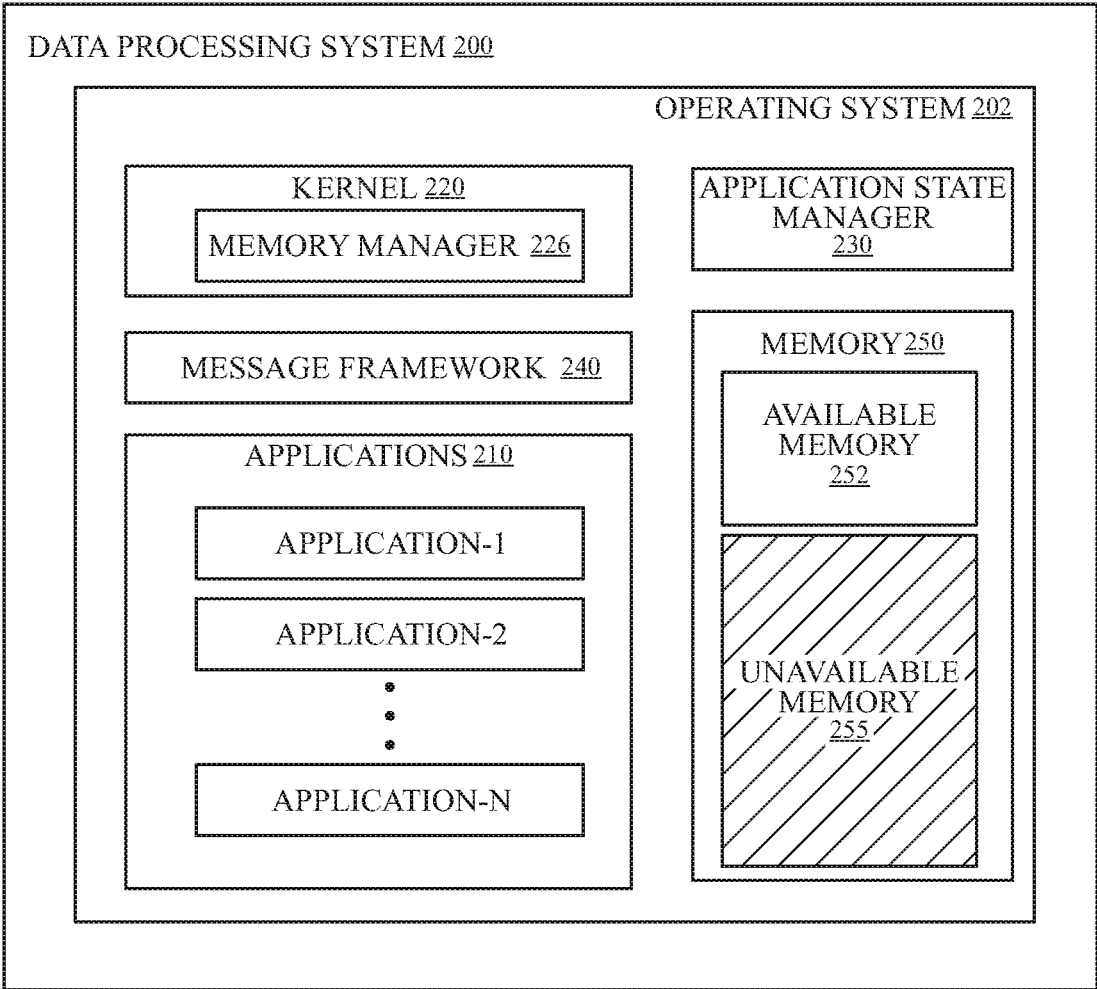 DATA PROCESSING SYSTEM 200
OPERATING SYSTEM 202
KERNEL 220
MEMORY MANAGER 226
MESSAGE FRAMEWORK 240
APPLICATIONS 210
APPLICATION-1
APPLICATION-2
APPLICATION-N
APPLICATION STATE
MANAGER
230
MEMORY 250
AVAILABLE
MEMORY
252
UNAVAILABLE
MEMORY
255